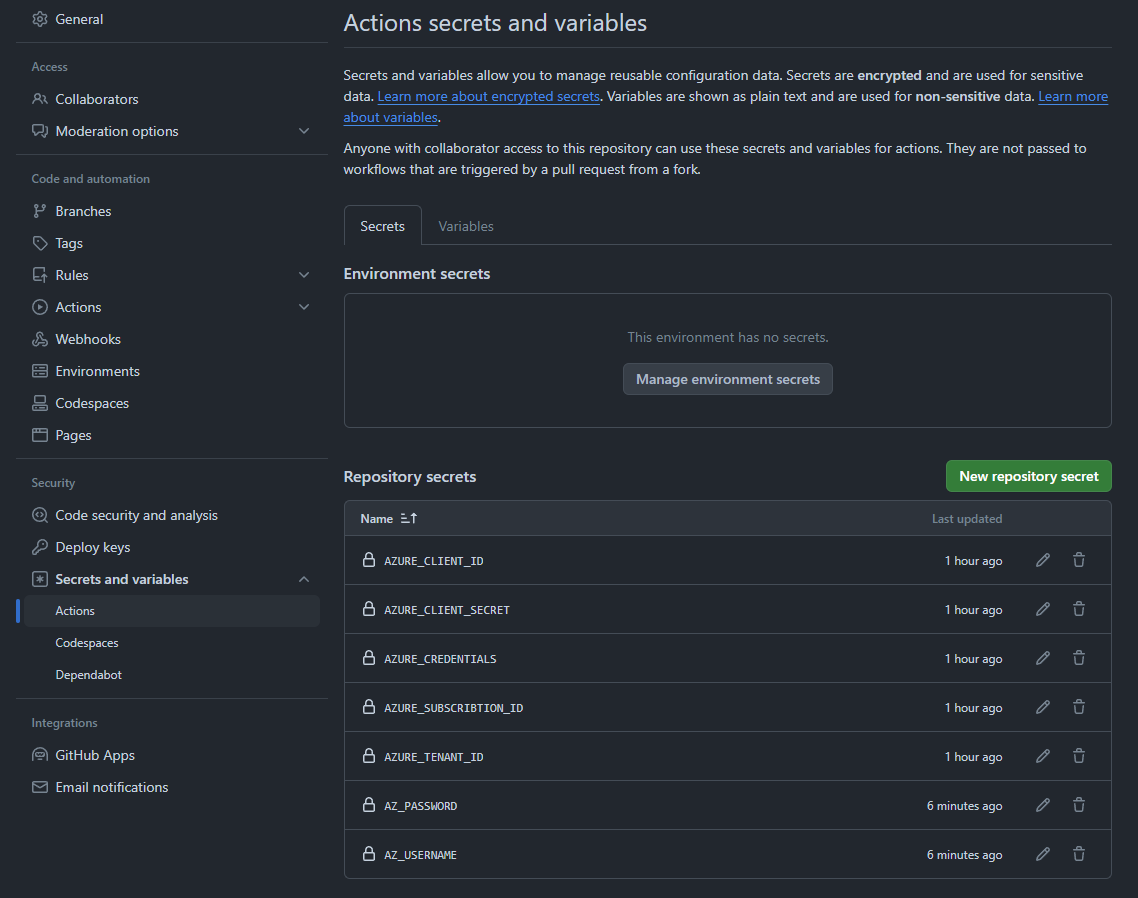 General
Access
Collaborators
Moderation options
Code and automation
Branches
Tags
Rules
Actions
Webhooks
Environments
Codespaces
Pages
Security
Code security and analysis
Deploy keys
Secrets and variables
Actions
Codespaces
Dependabot
Integrations
GitHub Apps
Email notifications
Actions secrets and variables
Secrets and variables allow you to manage reusable configuration data. Secrets are encrypted and are used for sensitive
data. Learn more about encrypted secrets. Variables are shown as plain text and are used for non-sensitive data. Learn more
about variables.
Anyone with collaborator access to this repository can use these secrets and variables for actions. They are not passed to
workflows that are triggered by a pull request from a fork.
Secrets Variables
Environment secrets
This environment has no secrets.
Manage environment secrets
Repository secrets New repository secret
Name Last updated
AZURE_CLIENT_ID 1 hour ago
AZURE_CLIENT_SECRET 1 hour ago
AZURE_CREDENTIALS 1 hour ago
AZURE_SUBSCRIBTION_ID 1 hour ago
AZURE_TENANT_ID 1 hour ago
AZ_PASSWORD 6 minutes ago
AZ_USERNAME 6 minutes ago